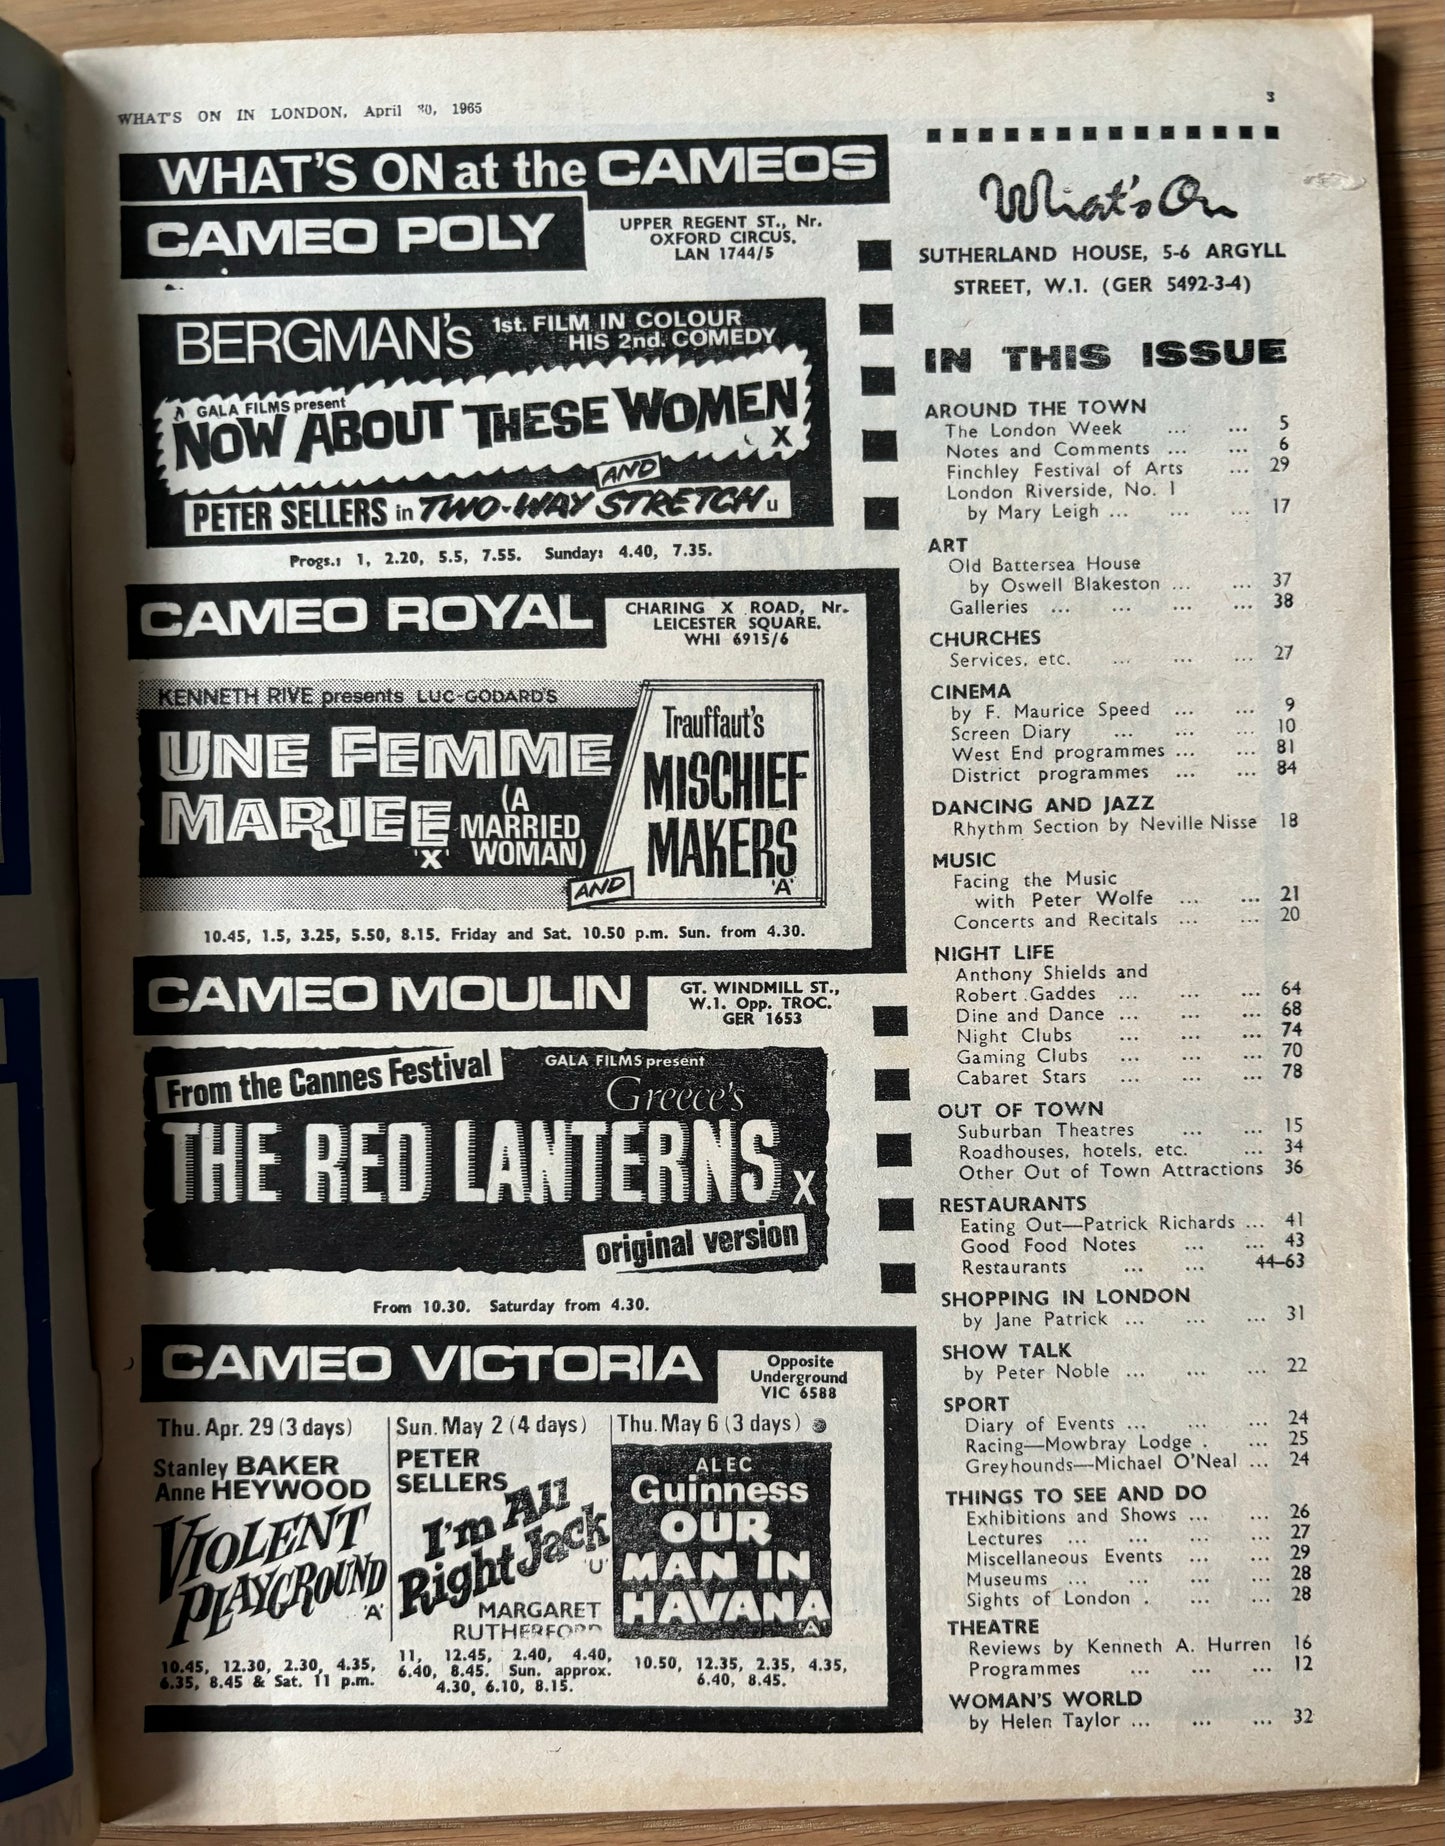 WHAT'S ON IN LONDON, April 30, 1965
3
WHAT'S ON at the CAMEOS
CAMEO POLY
UPPER REGENT ST., Nr.
OXFORD CIRCUS.
LAN 1744/5
BERGMAN's
1st. FILM IN COLOUR
HIS 2nd. COMEDY
GALA FILMS present
NOW ABOUT THESE WOMEN
X
AND
PETER SELLERS in TWO-WAY STRETCH u
Progs.: 1, 2.20, 5.5, 7.55. Sunday: 4.40, 7.35.
CAMEO ROYAL
CHARING X ROAD, Nr.
LEICESTER SQUARE.
WHI 6915/6
KENNETH RIVE presents LUC-GODARD'S
UNE FEMME
MARIEE
'X'
(A
MARRIED
WOMAN)
AND
Trauffaut's
MISCHIEF
MAKERS
'A'
10.45, 1.5, 3.25, 5.50, 8.15. Friday and Sat. 10.50 p.m. Sun. from 4.30.
CAMEO MOULIN
GT. WINDMILL ST.,
W.1. Opp. TROC.
GER 1653
From the Cannes Festival
GALA FILMS present
Greece's
THE RED LANTERNS X
original version
From 10.30. Saturday from 4.30.
CAMEO VICTORIA
Opposite
Underground
VIC 6588
Thu. Apr. 29 (3 days)
Stanley BAKER
Anne HEYWOOD
VIOLENT
PLAYGROUND
'A'
10.45, 12.30, 2.30, 4.35,
6.35, 8.45 & Sat. 11 p.m.
Sun. May 2 (4 days)
PETER
SELLERS
I'm All
Right Jack
'U'
MARGARET
RUTHERFORD
11, 12.45, 2.40, 4.40,
6.40, 8.45. Sun. approx.
4.30, 6.10, 8.15.
Thu. May 6 (3 days)
ALEC
Guinness
OUR
MAN IN
HAVANA
'A'
10.50, 12.35, 2.35, 4.35,
6.40, 8.45.
What's On
SUTHERLAND HOUSE, 5-6 ARGYLL
STREET, W.1. (GER 5492-3-4)
IN THIS ISSUE
AROUND THE TOWN
The London Week ... ... 5
Notes and Comments ... ... 6
Finchley Festival of Arts ... 29
London Riverside, No. 1
by Mary Leigh ... ... ... 17
ART
Old Battersea House
by Oswell Blakeston ... ... 37
Galleries ... ... ... ... 38
CHURCHES
Services, etc. ... ... ... 27
CINEMA
by F. Maurice Speed ... ... 9
Screen Diary ... ... ... 10
West End programmes ... ... 81
District programmes ... ... 84
DANCING AND JAZZ
Rhythm Section by Neville Nisse 18
MUSIC
Facing the Music
with Peter Wolfe ... ... 21
Concerts and Recitals ... ... 20
NIGHT LIFE
Anthony Shields and
Robert Gaddes ... ... ... 64
Dine and Dance ... ... ... 68
Night Clubs ... ... ... 74
Gaming Clubs ... ... ... 70
Cabaret Stars ... ... ... 78
OUT OF TOWN
Suburban Theatres ... ... 15
Roadhouses, hotels, etc. ... 34
Other Out of Town Attractions 36
RESTAURANTS
Eating Out—Patrick Richards ... 41
Good Food Notes ... ... 43
Restaurants ... ... 44–63
SHOPPING IN LONDON
by Jane Patrick ... ... ... 31
SHOW TALK
by Peter Noble ... ... ... 22
SPORT
Diary of Events ... ... ... 24
Racing—Mowbray Lodge . ... 25
Greyhounds—Michael O'Neal ... 24
THINGS TO SEE AND DO
Exhibitions and Shows ... ... 26
Lectures ... ... ... ... 27
Miscellaneous Events ... ... 29
Museums ... ... ... ... 28
Sights of London . ... ... 28
THEATRE
Reviews by Kenneth A. Hurren 16
Programmes ... ... ... 12
WOMAN'S WORLD
by Helen Taylor ... ... ... 32